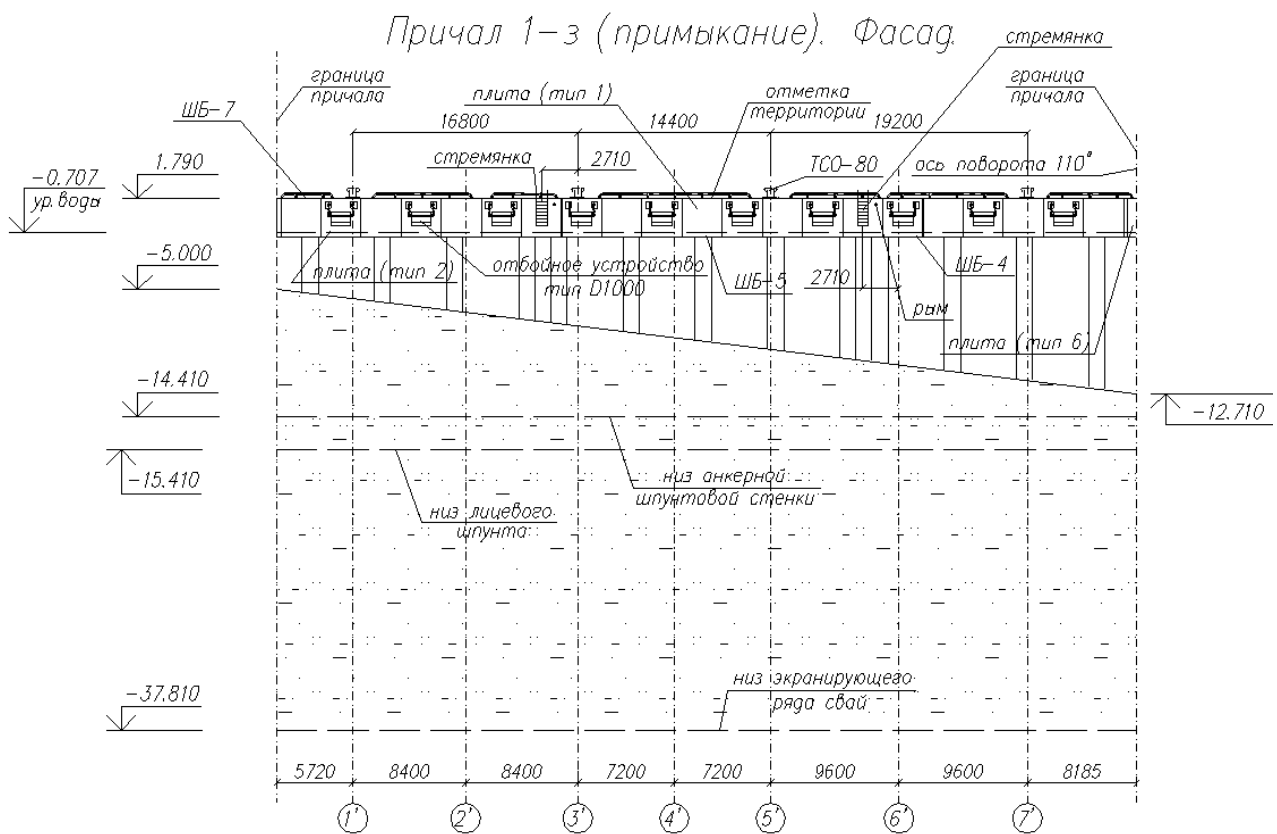 Причал 1-з (примыкание). Фасад.
стремянка
граница
причала
плита (тип 1)
отметка
территории
граница
причала
ШБ-7
16800
14400
19200
1.790
стремянка
2710
ТСО-80
ось поворота 110°
-0.707
ур.воды
-5.000
плита (тип 2)
отбойное устройство
тип D1000
ШБ-5
2710
ШБ-4
рым
плита (тип 6)
-14.410
-12.710
-15.410
низ анкерной
шпунтовой стенки
низ лицевого
шпунта
-37.810
низ экранирующего
ряда свай
5720
8400
8400
7200
7200
9600
9600
8185
1'
2'
3'
4'
5'
6'
7'